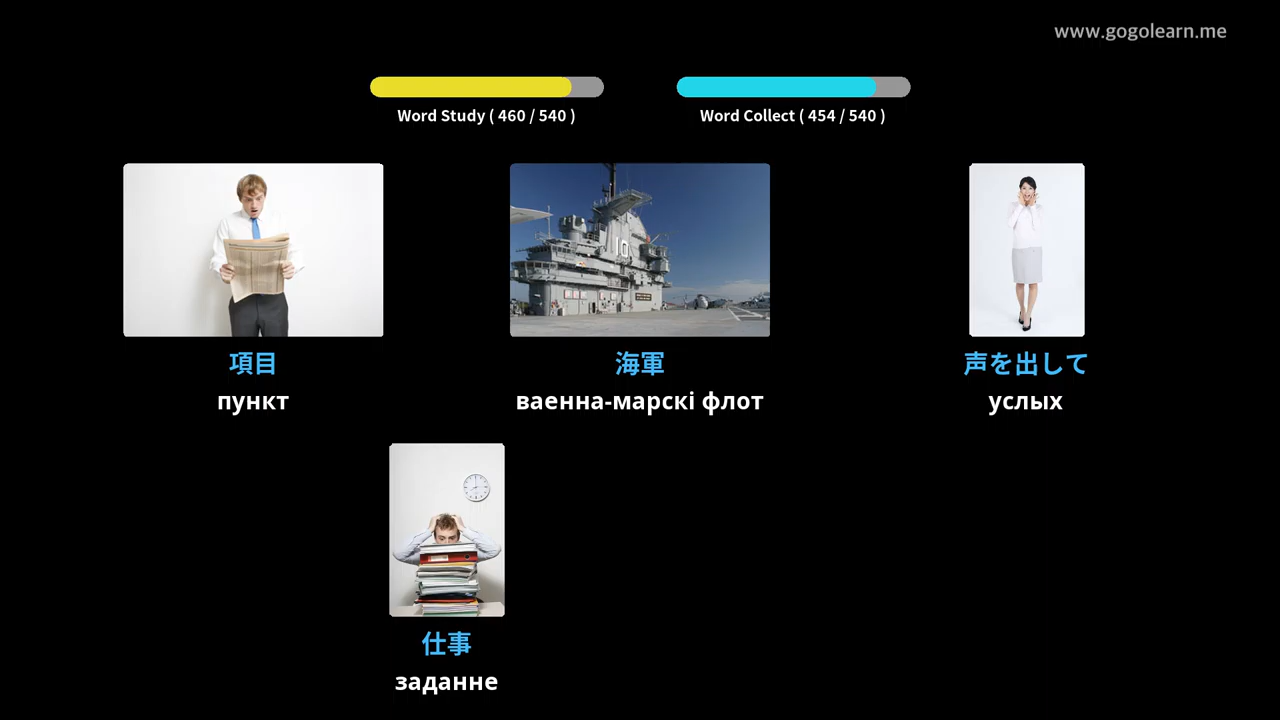 www.gogolearn.me
Word Study ( 460 / 540 )
Word Collect ( 454 / 540 )
項目
пункт
海軍
ваенна-марскі флот
声を出して
услых
仕事
заданне
10